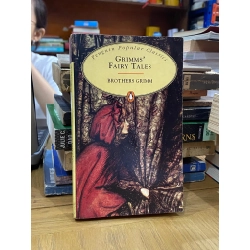 Penguin Popular Classics
GRIMMS'
FAIRY TALES
BROTHERS GRIMM